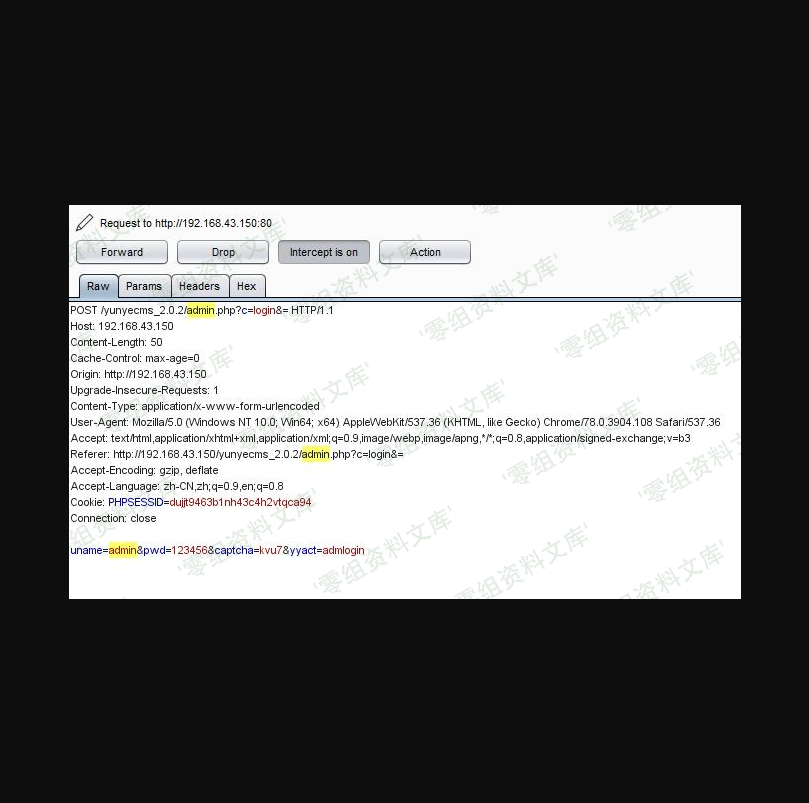 Request to http://192.168.43.150:80
Forward Drop Intercept is on Action
Raw Params Headers Hex
POST /yunyecms_2.0.2/admin.php?c=login&= HTTP/1.1
Host: 192.168.43.150
Content-Length: 50
Cache-Control: max-age=0
Origin: http://192.168.43.150
Upgrade-Insecure-Requests: 1
Content-Type: application/x-www-form-urlencoded
User-Agent: Mozilla/5.0 (Windows NT 10.0; Win64; x64) AppleWebKit/537.36 (KHTML, like Gecko) Chrome/78.0.3904.108 Safari/537.36
Accept: text/html,application/xhtml+xml,application/xml;q=0.9,image/webp,image/apng,*/*;q=0.8,application/signed-exchange;v=b3
Referer: http://192.168.43.150/yunyecms_2.0.2/admin.php?c=login&=
Accept-Encoding: gzip, deflate
Accept-Language: zh-CN,zh;q=0.9,en;q=0.8
Cookie: PHPSESSID=dujjt9463b1nh43c4h2vtqca94
Connection: close
uname=admin&pwd=123456&captcha=kvu7&yyact=admlogin
'零组资料文库'